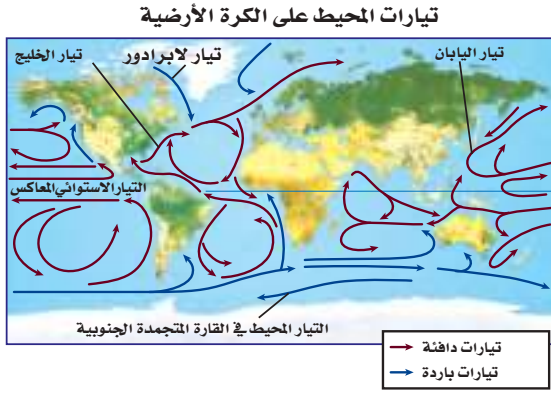 تيارات المحيط على الكرة الأرضية
تيار اليابان
تيار لابرادور
تيار الخليج
التيار الاستوائي المعاكس
التيار المحيط في القارة المتجمدة الجنوبية
تيارات دافئة
تيارات باردة